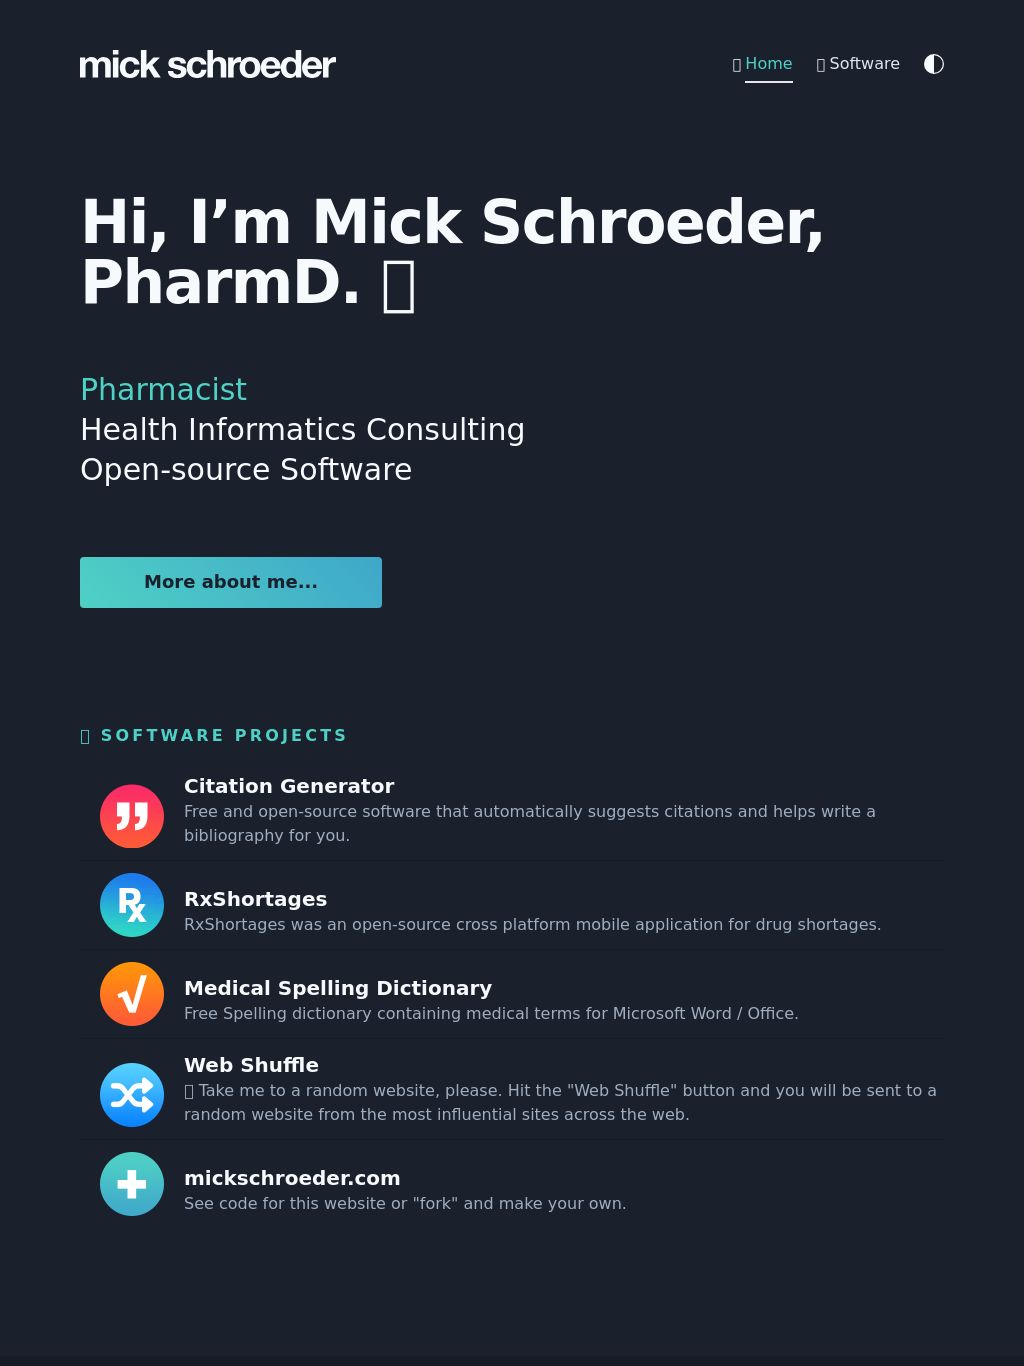 mick schroeder
Home
Software
Hi, I’m Mick Schroeder,
PharmD.
Pharmacist
Health Informatics Consulting
Open-source Software
More about me...
SOFTWARE PROJECTS
Citation Generator
Free and open-source software that automatically suggests citations and helps write a
bibliography for you.
RxShortages
RxShortages was an open-source cross platform mobile application for drug shortages.
Medical Spelling Dictionary
Free Spelling dictionary containing medical terms for Microsoft Word / Office.
Web Shuffle
Take me to a random website, please. Hit the "Web Shuffle" button and you will be sent to a
random website from the most influential sites across the web.
mickschroeder.com
See code for this website or "fork" and make your own.